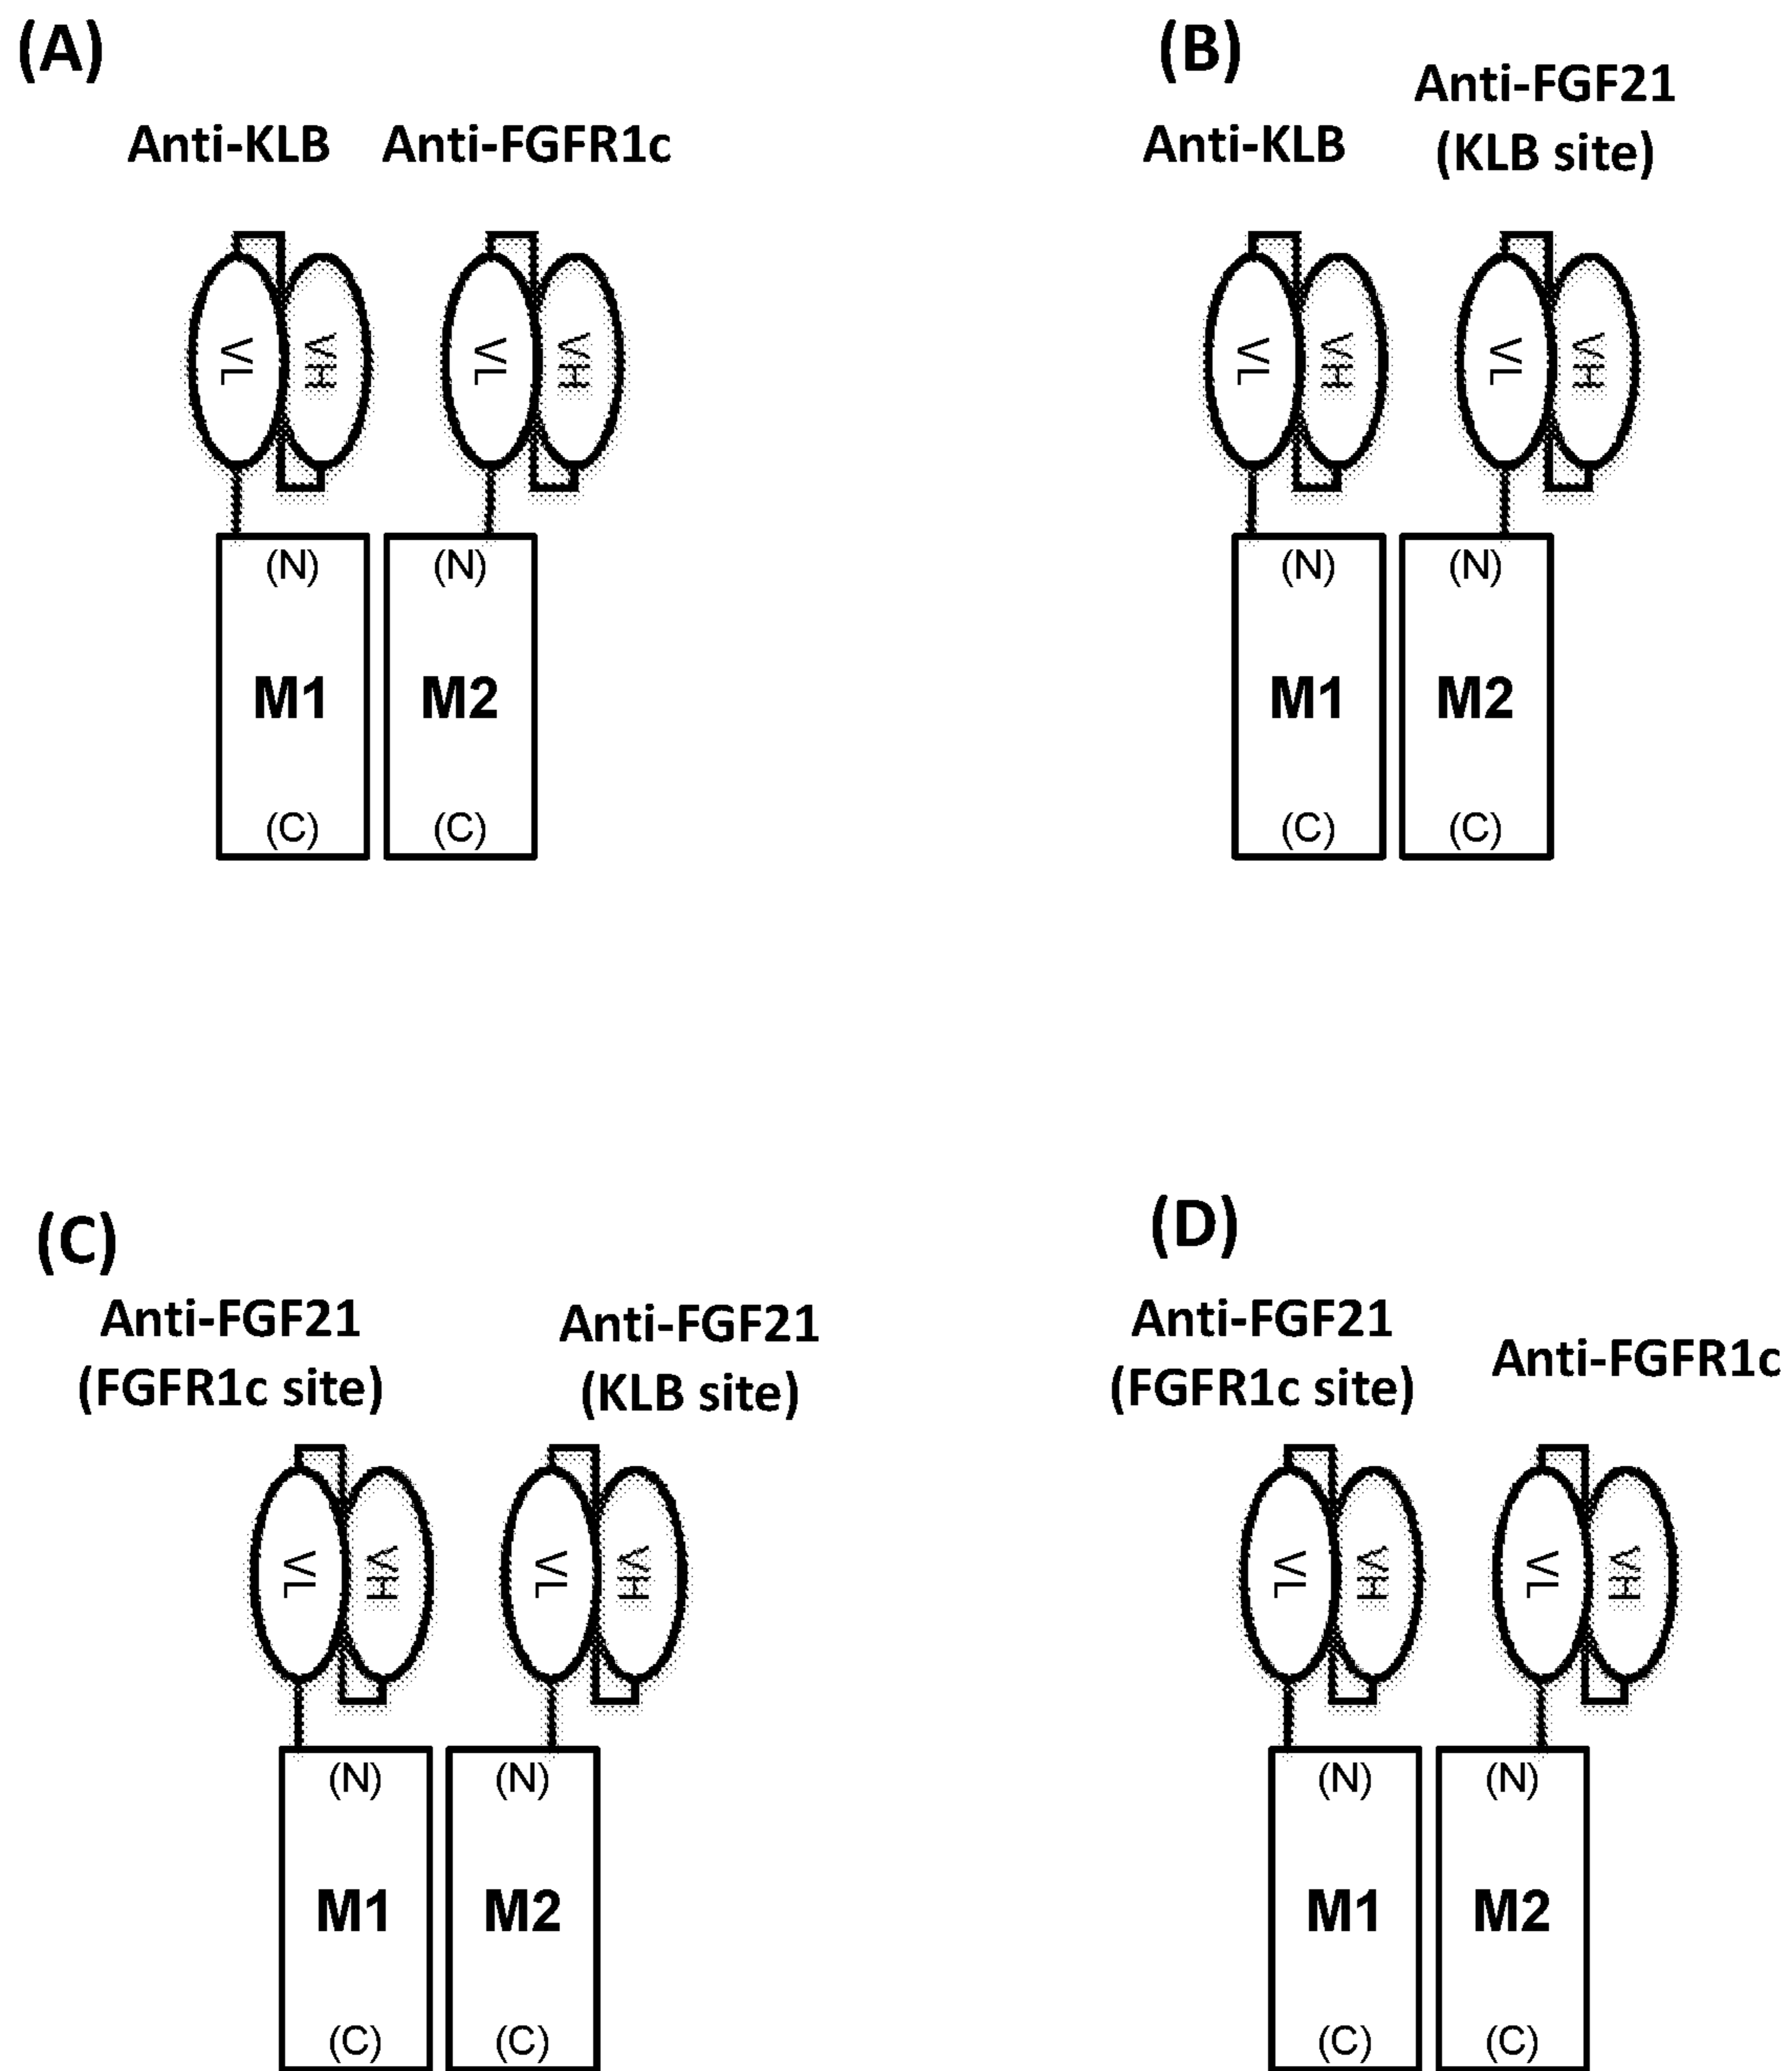 (A)
Anti-KLB Anti-FGFR1c
VL VH VL VH
(N) (N)
M1 M2
(C) (C)
(B)
Anti-FGF21
Anti-KLB (KLB site)
VL VH VL VH
(N) (N)
M1 M2
(C) (C)
(C)
Anti-FGF21 Anti-FGF21
(FGFR1c site) (KLB site)
VL VH VL VH
(N) (N)
M1 M2
(C) (C)
(D)
Anti-FGF21
(FGFR1c site) Anti-FGFR1c
VL VH VL VH
(N) (N)
M1 M2
(C) (C)